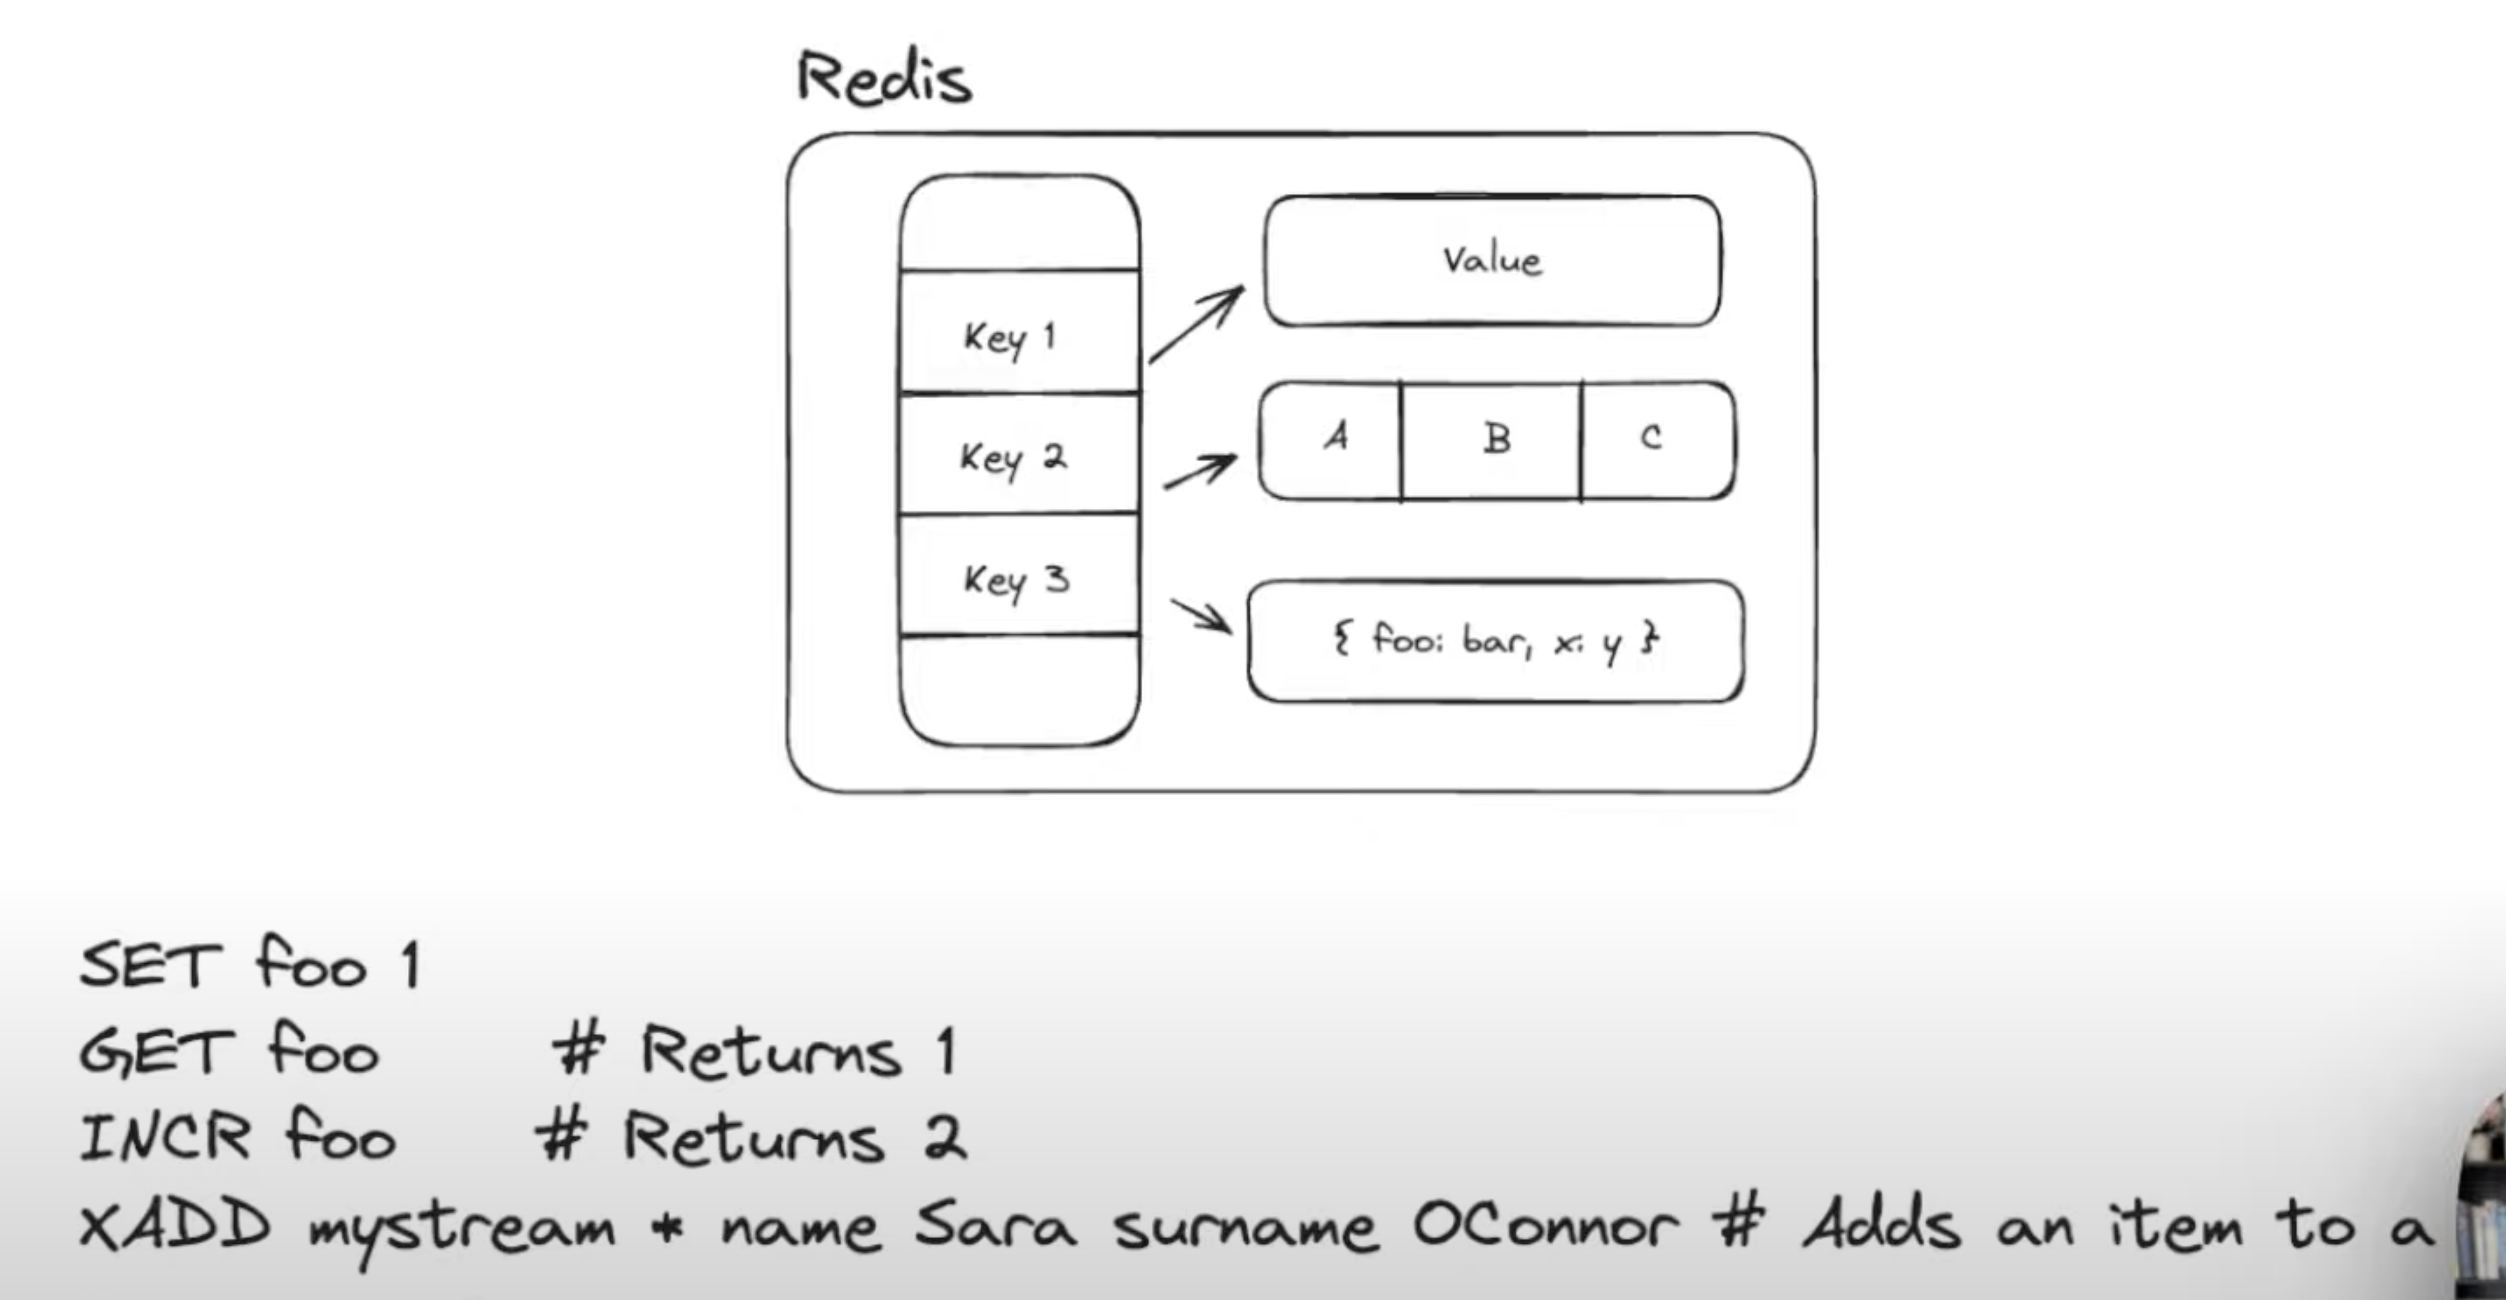 Redis
Key 1
Value
Key 2
A B C
Key 3
{ foo: bar, x: y }
SET foo 1
GET foo # Returns 1
INCR foo # Returns 2
XADD mystream * name Sara surname OConnor # Adds an item to a